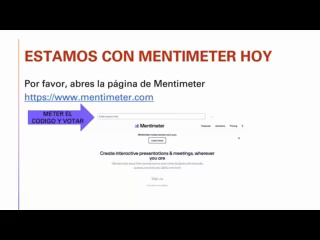 ESTAMOS CON MENTIMETER HOY
Por favor, abres la página de Mentimeter
https://www.mentimeter.com
METER EL
CODIGO Y VOTAR
Mentimeter
Create interactive presentations & meetings, wherever
you are